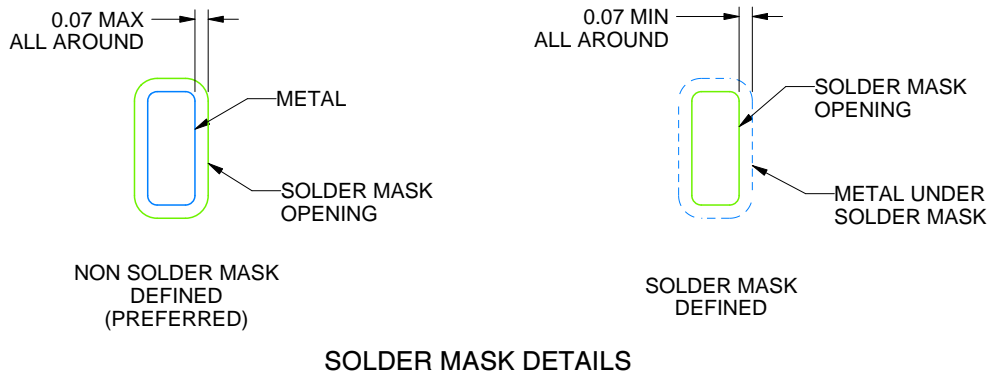 0.07 MAX
ALL AROUND
METAL
SOLDER MASK
OPENING
NON SOLDER MASK
DEFINED
(PREFERRED)
0.07 MIN
ALL AROUND
SOLDER MASK
OPENING
METAL UNDER
SOLDER MASK
SOLDER MASK
DEFINED
SOLDER MASK DETAILS